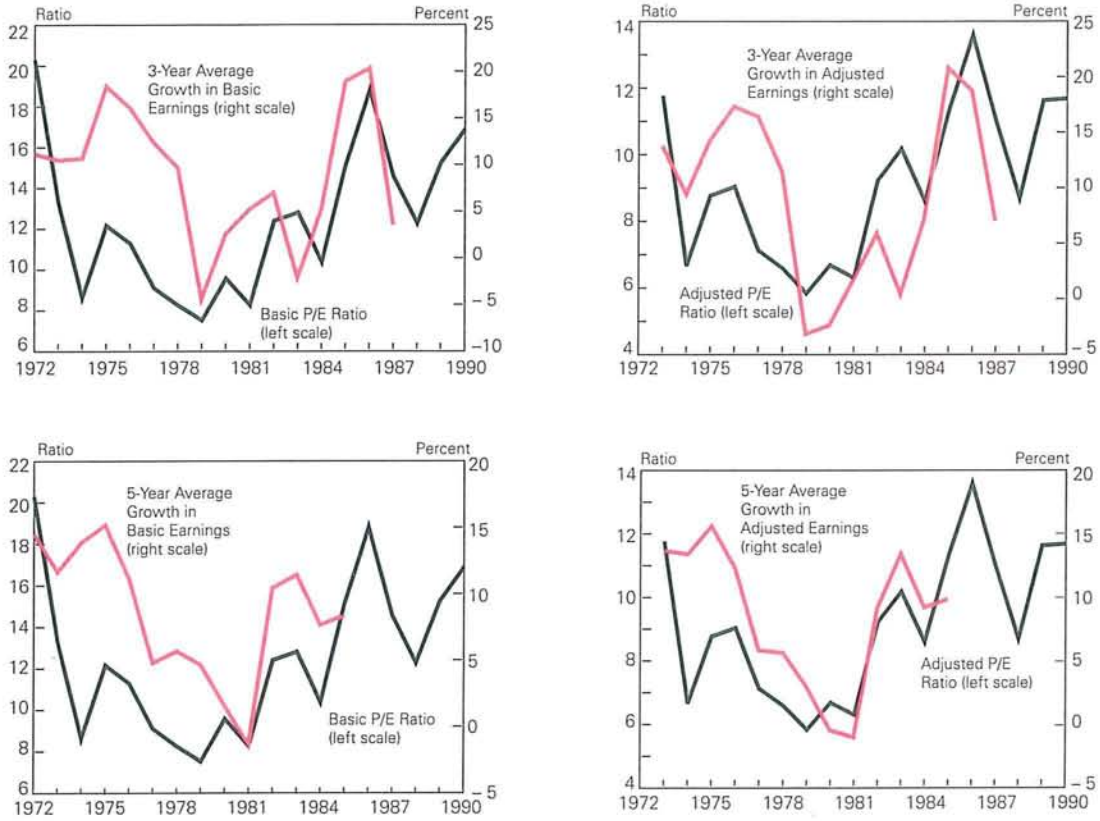 Ratio
Percent
22
20
18
16
14
12
10
8
6
25
20
15
10
5
0
–5
–10
3-Year Average
Growth in Basic
Earnings (right scale)
Basic P/E Ratio
(left scale)
1972 1975 1978 1981 1984 1987 1990
Ratio
Percent
14
12
10
8
6
4
25
20
15
10
5
0
–5
3-Year Average
Growth in Adjusted
Earnings (right scale)
Adjusted P/E
Ratio (left scale)
1972 1975 1978 1981 1984 1987 1990
Ratio
Percent
22
20
18
16
14
12
10
8
6
20
15
10
5
0
–5
5-Year Average
Growth in
Basic Earnings
(right scale)
Basic P/E Ratio
(left scale)
1972 1975 1978 1981 1984 1987 1990
Ratio
Percent
14
12
10
8
6
4
20
15
10
5
0
–5
5-Year Average
Growth in
Adjusted Earnings
(right scale)
Adjusted P/E
Ratio (left scale)
1972 1975 1978 1981 1984 1987 1990